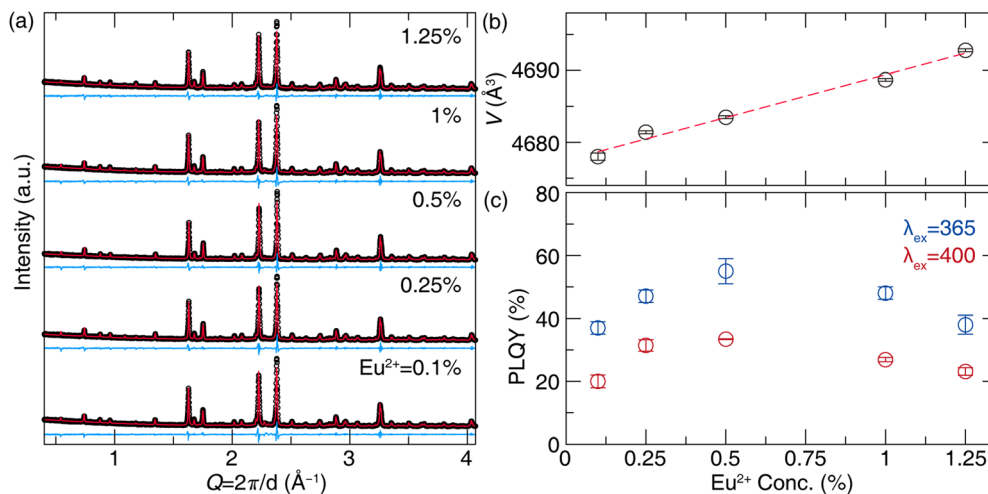 (a)
1.25%
1%
0.5%
0.25%
Eu²⁺=0.1%
Intensity (a.u.)
1 2 3 4
Q=2π/d (Å⁻¹)
(b)
4690
4680
V (Å³)
(c)
80
60
40
20
0
PLQY (%)
λex=365
λex=400
0 0.25 0.5 0.75 1 1.25
Eu²⁺ Conc. (%)